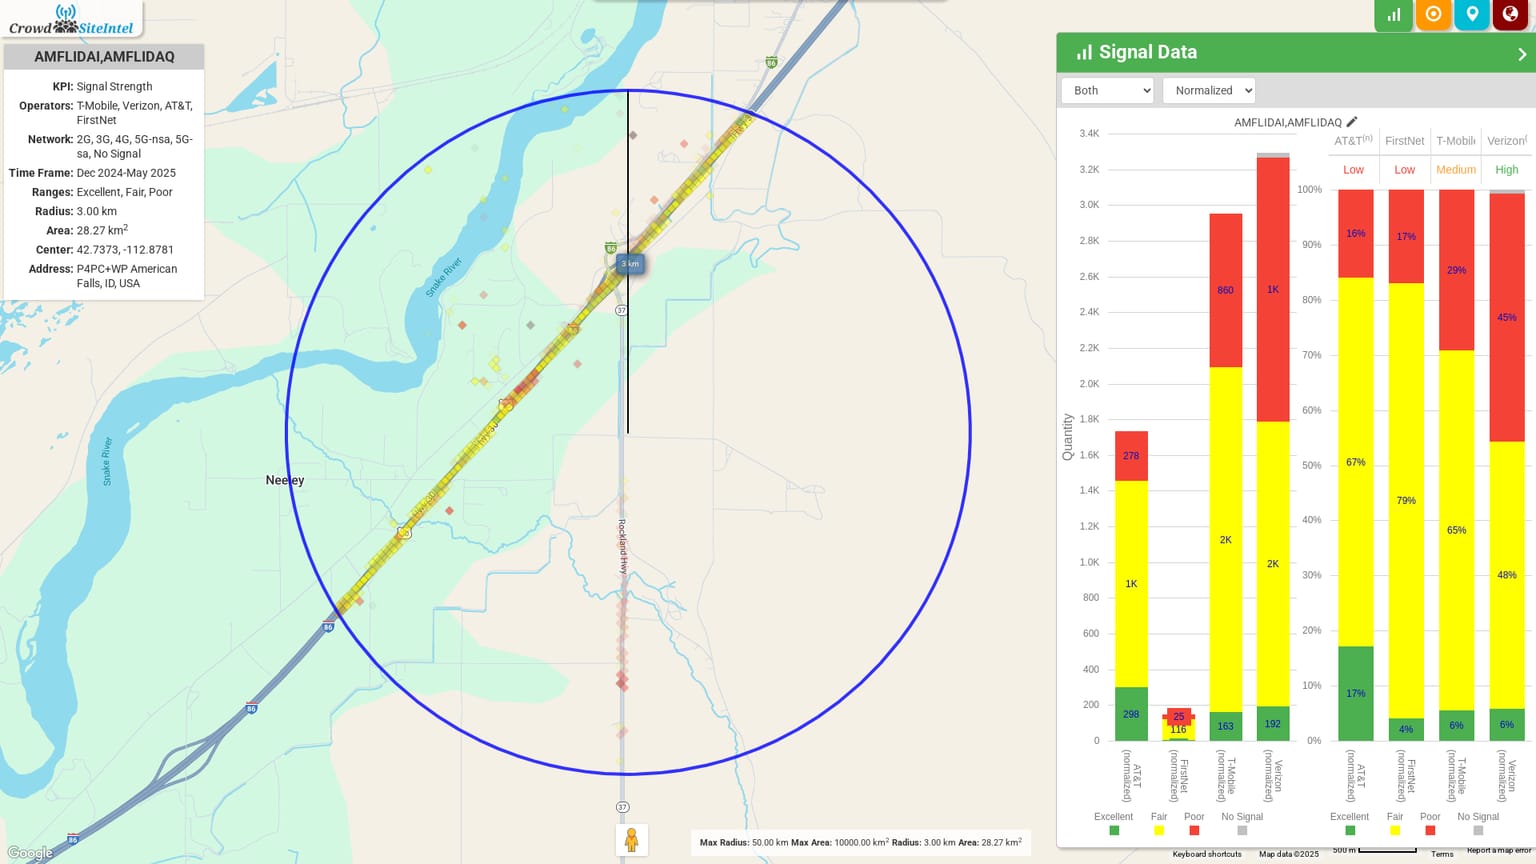 Crowd SiteIntel
AMFLIDAI,AMFLIDAQ
KPI: Signal Strength
Operators: T-Mobile, Verizon, AT&T,
FirstNet
Network: 2G, 3G, 4G, 5G-nsa, 5G-
sa, No Signal
Time Frame: Dec 2024-May 2025
Ranges: Excellent, Fair, Poor
Radius: 3.00 km
Area: 28.27 km²
Center: 42.7373, -112.8781
Address: P4PC+WP American
Falls, ID, USA
86
86
3 km
37
Snake River
Snake River
Neeley
Rockland Hwy
86
86
86
37
Google
Max Radius: 50.00 km Max Area: 10000.00 km² Radius: 3.00 km Area: 28.27 km²
Signal Data
Both
Normalized
AMFLIDAI,AMFLIDAQ
Quantity
3.4K
3.2K
3.0K
2.8K
2.6K
2.4K
2.2K
2.0K
1.8K
1.6K
1.4K
1.2K
1.0K
800
600
400
200
0
278
1K
298
25
116
860
2K
163
1K
2K
192
AT&T
(normalized)
FirstNet
(normalized)
T-Mobile
(normalized)
Verizon
(normalized)
Excellent
Fair
Poor
No Signal
AT&T(n) FirstNet T-Mobile Verizon(
Low Low Medium High
100%
90%
80%
70%
60%
50%
40%
30%
20%
10%
0%
16%
67%
17%
17%
79%
4%
29%
65%
6%
45%
48%
6%
AT&T
(normalized)
FirstNet
(normalized)
T-Mobile
(normalized)
Verizon
(normalized)
Excellent
Fair
Poor
No Signal
Keyboard shortcuts
Map data ©2025
500 m
Terms
Report a map error